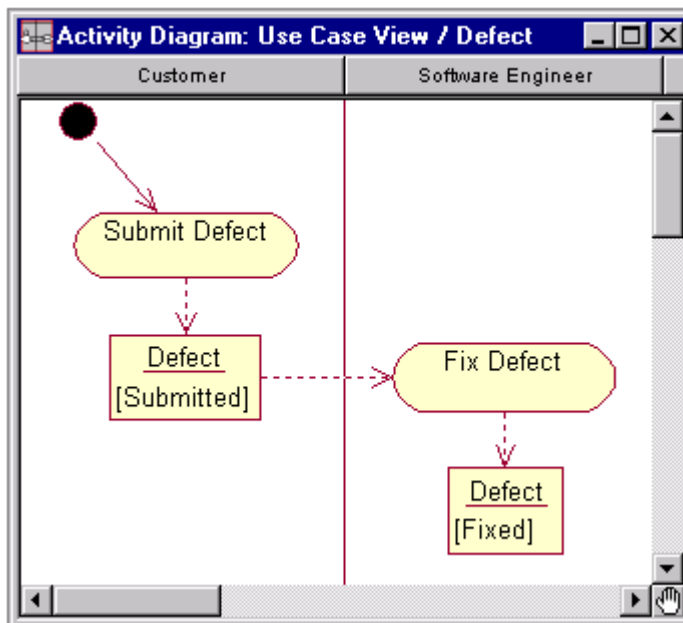 Activity Diagram: Use Case View / Defect
Customer
Software Engineer
Submit Defect
Defect
[Submitted]
Fix Defect
Defect
[Fixed]